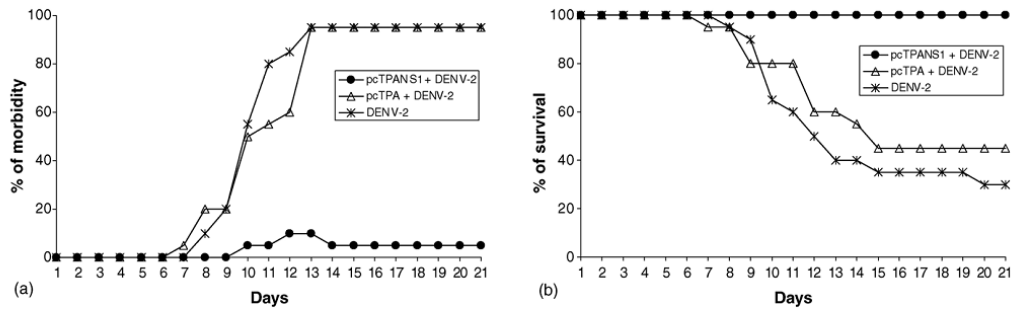 100
80
60
40
20
0
% of morbidity
pcTPANS1 + DENV-2
pcTPA + DENV-2
DENV-2
1 2 3 4 5 6 7 8 9 10 11 12 13 14 15 16 17 18 19 20 21
(a)
Days
100
80
60
40
20
0
% of survival
pcTPANS1 + DENV-2
pcTPA + DENV-2
DENV-2
1 2 3 4 5 6 7 8 9 10 11 12 13 14 15 16 17 18 19 20 21
(b)
Days